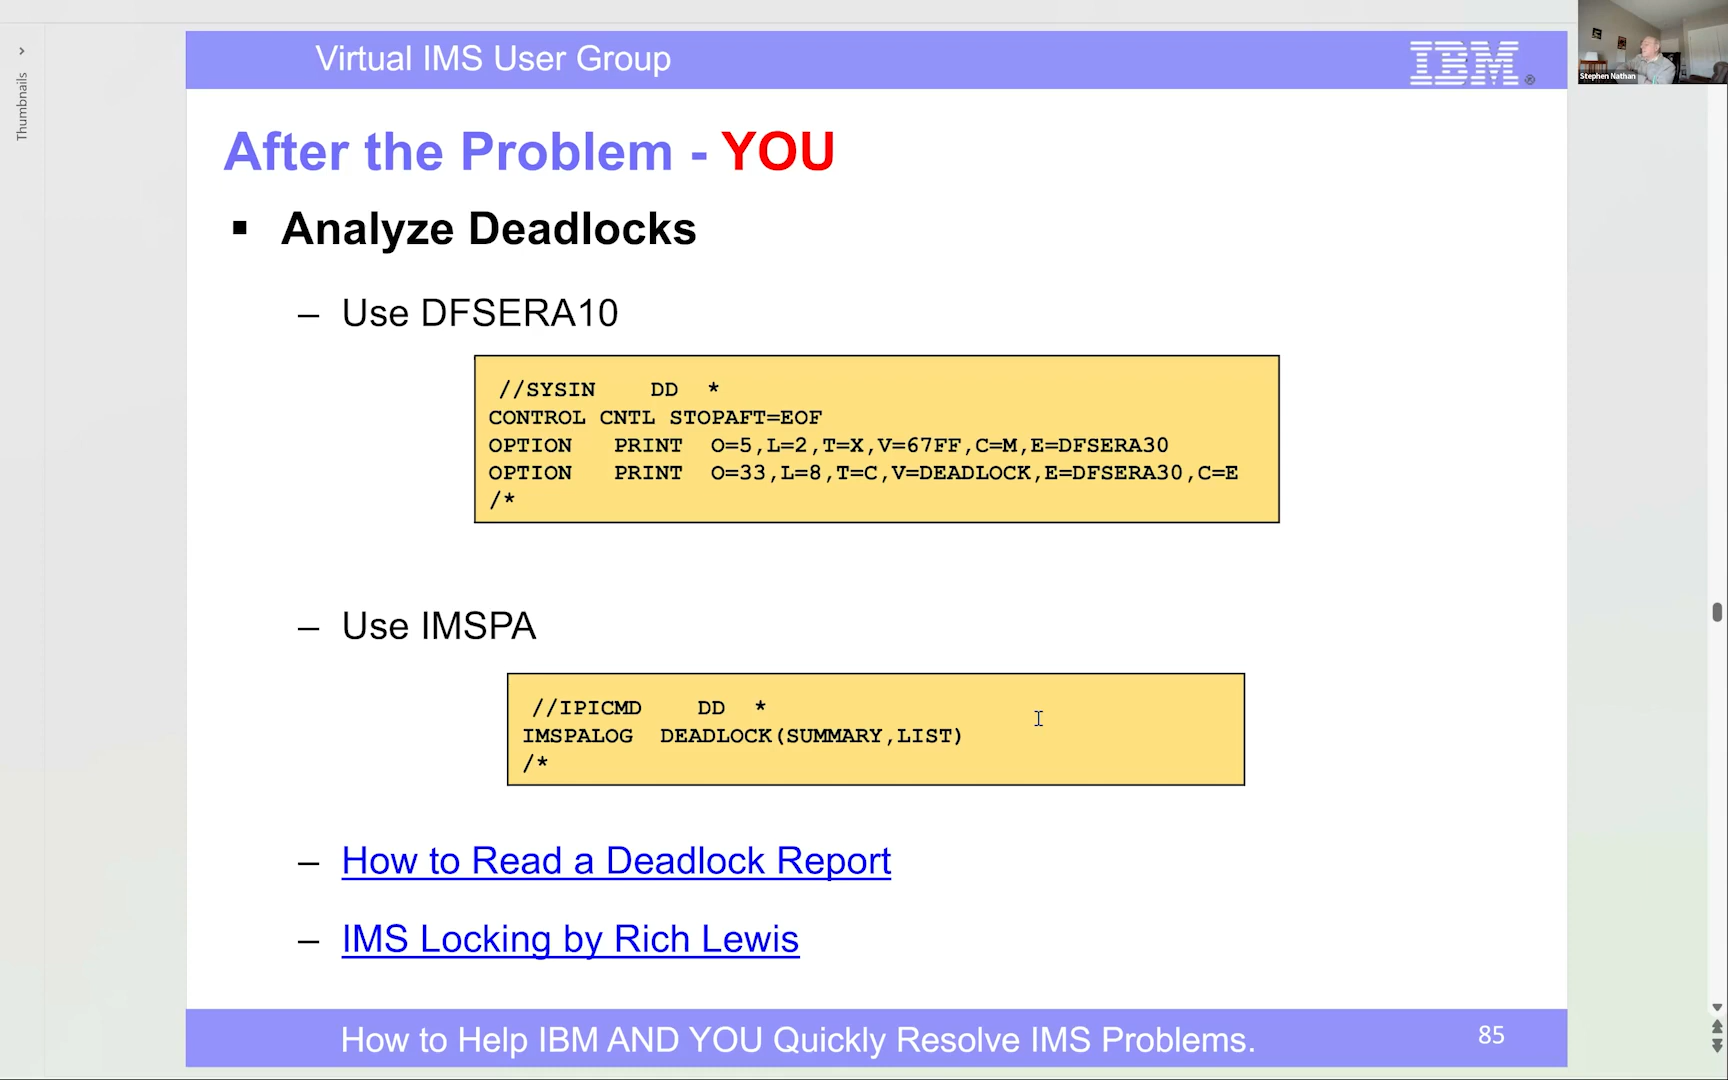 Virtual IMS User Group
IBM®
Stephen Nathan
Thumbnails
After the Problem - YOU
▪ Analyze Deadlocks
– Use DFSERA10
//SYSIN    DD  *
CONTROL CNTL STOPAFT=EOF
OPTION   PRINT  O=5,L=2,T=X,V=67FF,C=M,E=DFSERA30
OPTION   PRINT  O=33,L=8,T=C,V=DEADLOCK,E=DFSERA30,C=E
/*
– Use IMSPA
//IPICMD    DD  *
IMSPALOG  DEADLOCK(SUMMARY,LIST)
/*
– How to Read a Deadlock Report
– IMS Locking by Rich Lewis
How to Help IBM AND YOU Quickly Resolve IMS Problems.
85